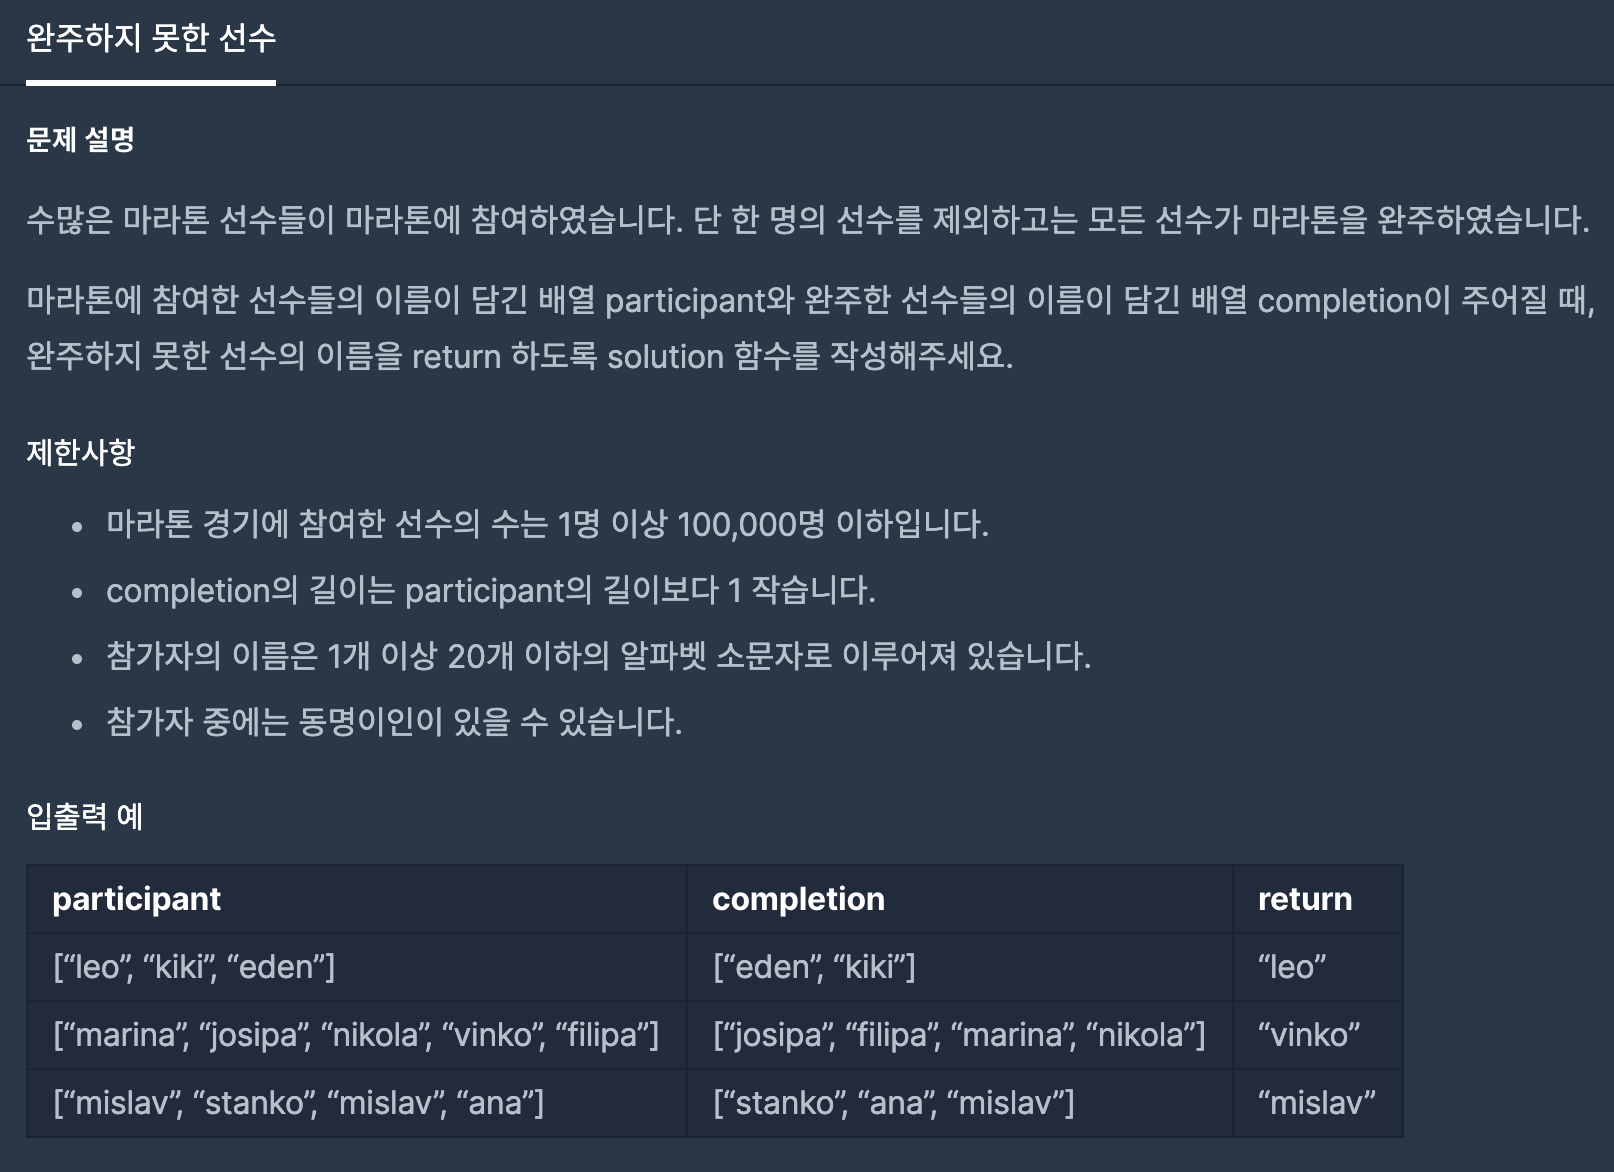 완주하지 못한 선수
문제 설명
수많은 마라톤 선수들이 마라톤에 참여하였습니다. 단 한 명의 선수를 제외하고는 모든 선수가 마라톤을 완주하였습니다.
마라톤에 참여한 선수들의 이름이 담긴 배열 participant와 완주한 선수들의 이름이 담긴 배열 completion이 주어질 때,
완주하지 못한 선수의 이름을 return 하도록 solution 함수를 작성해주세요.
제한사항
• 마라톤 경기에 참여한 선수의 수는 1명 이상 100,000명 이하입니다.
• completion의 길이는 participant의 길이보다 1 작습니다.
• 참가자의 이름은 1개 이상 20개 이하의 알파벳 소문자로 이루어져 있습니다.
• 참가자 중에는 동명이인이 있을 수 있습니다.
입출력 예
participant completion return
[“leo”, “kiki”, “eden”] [“eden”, “kiki”] “leo”
[“marina”, “josipa”, “nikola”, “vinko”, “filipa”] [“josipa”, “filipa”, “marina”, “nikola”] “vinko”
[“mislav”, “stanko”, “mislav”, “ana”] [“stanko”, “ana”, “mislav”] “mislav”